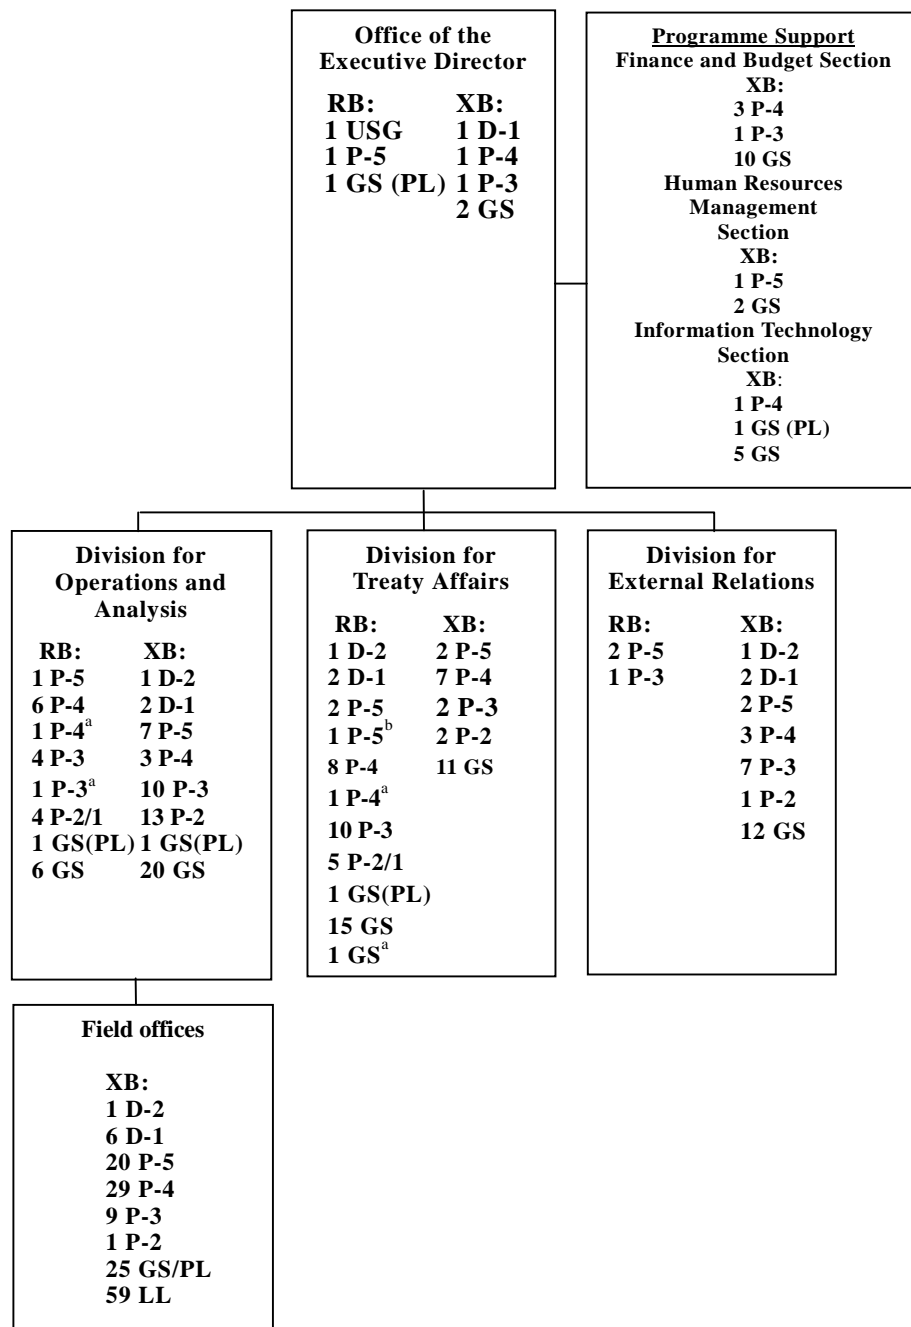 Office of the
Executive Director
RB:
1 USG
1 P-5
1 GS (PL)
XB:
1 D-1
1 P-4
1 P-3
2 GS
Programme Support
Finance and Budget Section
XB:
3 P-4
1 P-3
10 GS
Human Resources
Management
Section
XB:
1 P-5
2 GS
Information Technology
Section
XB:
1 P-4
1 GS (PL)
5 GS
Division for
Operations and
Analysis
RB:
1 P-5
6 P-4
1 P-4a
4 P-3
1 P-3a
4 P-2/1
1 GS(PL)
6 GS
XB:
1 D-2
2 D-1
7 P-5
3 P-4
10 P-3
13 P-2
1 GS(PL)
20 GS
Division for
Treaty Affairs
RB:
1 D-2
2 D-1
2 P-5
1 P-5b
8 P-4
1 P-4a
10 P-3
5 P-2/1
1 GS(PL)
15 GS
1 GSa
XB:
2 P-5
7 P-4
2 P-3
2 P-2
11 GS
Division for
External Relations
RB:
2 P-5
1 P-3
XB:
1 D-2
2 D-1
2 P-5
3 P-4
7 P-3
1 P-2
12 GS
Field offices
XB:
1 D-2
6 D-1
20 P-5
29 P-4
9 P-3
1 P-2
25 GS/PL
59 LL